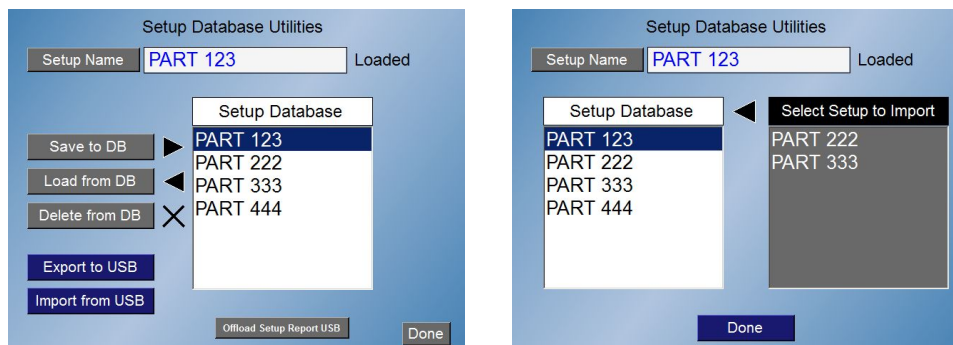 Setup Database Utilities
Setup Name PART 123 Loaded
Setup Database
PART 123
PART 222
PART 333
PART 444
Save to DB
Load from DB
Delete from DB
Export to USB
Import from USB
Offload Setup Report USB
Done
Setup Database Utilities
Setup Name PART 123 Loaded
Setup Database
PART 123
PART 222
PART 333
PART 444
Select Setup to Import
PART 222
PART 333
Done